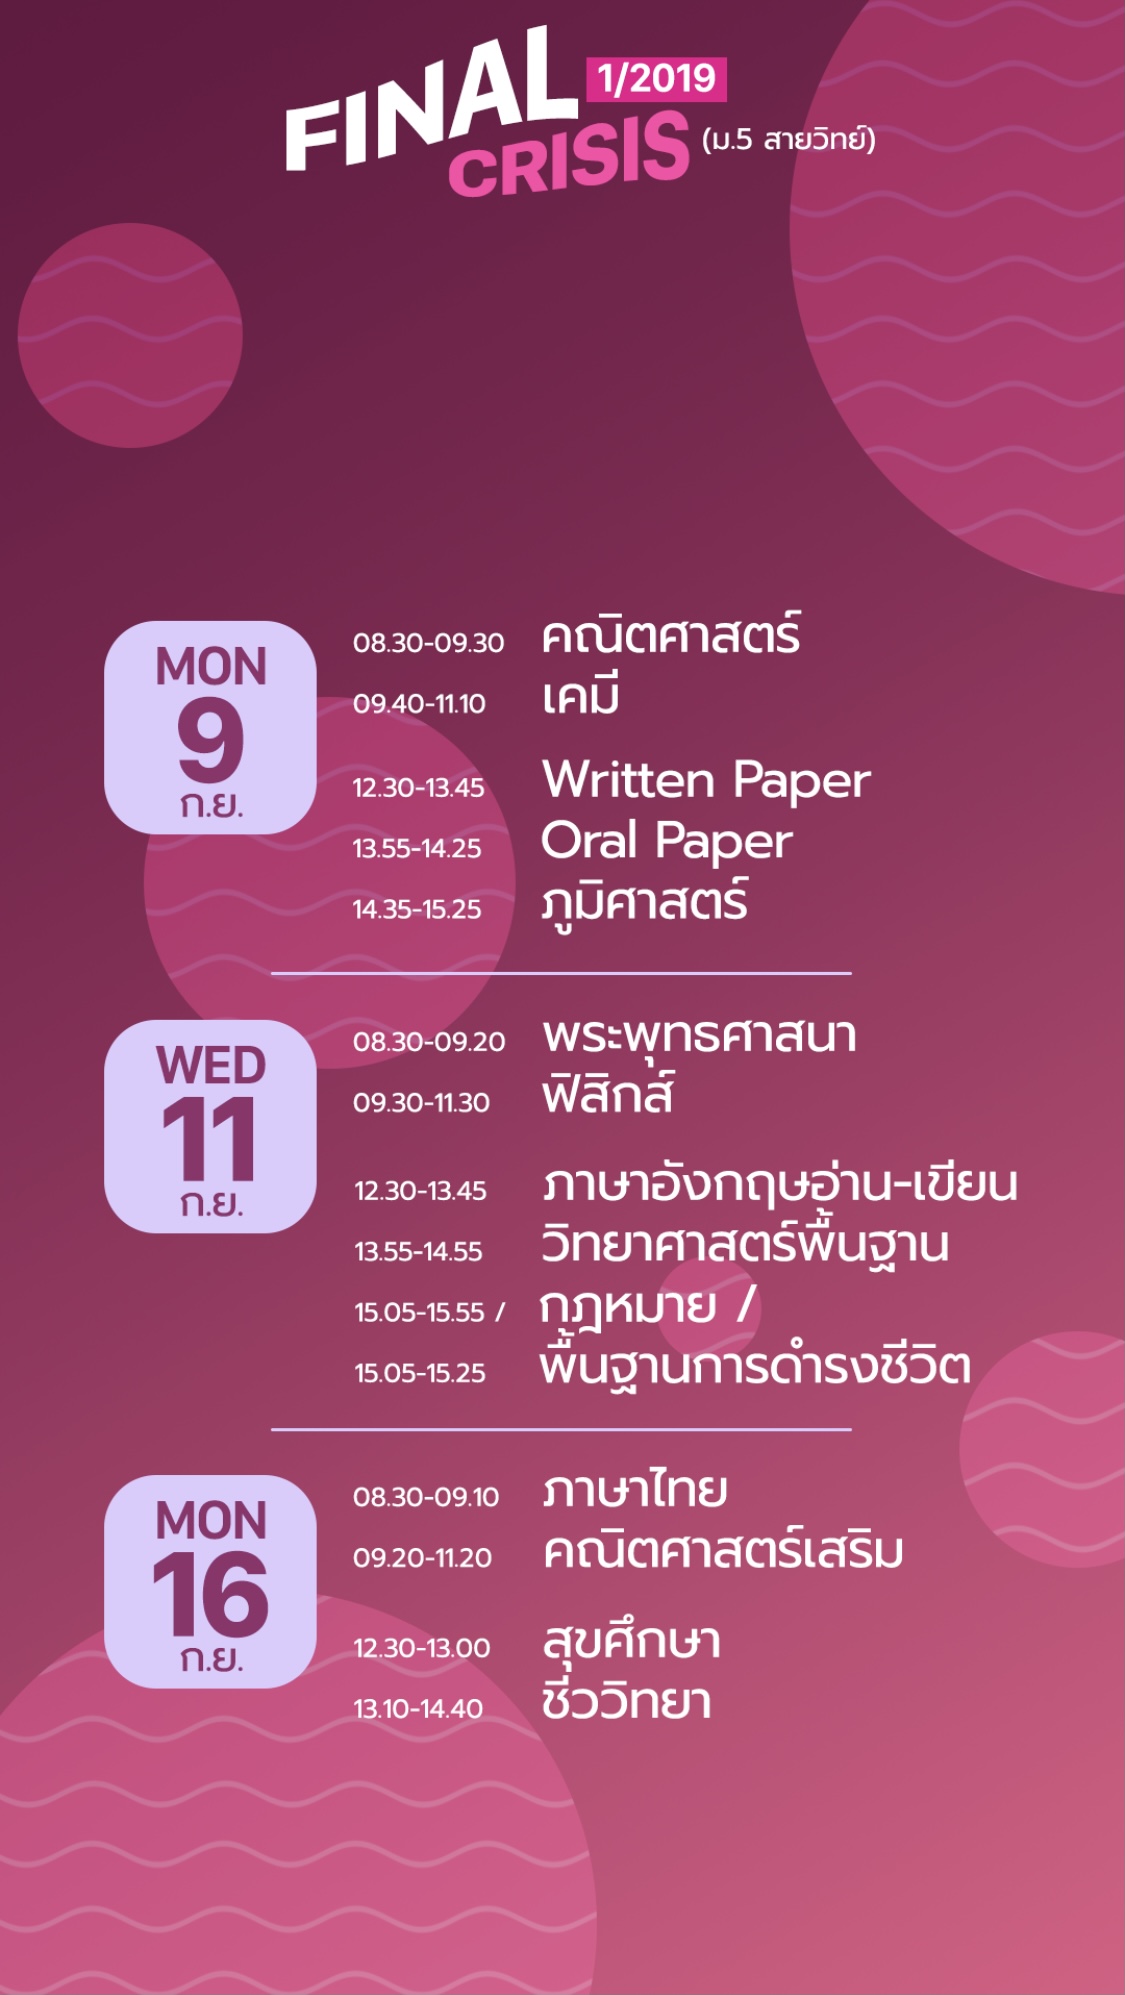 FINAL 1/2019
CRISIS (ม.5 สายวิทย์)
MON
9
ก.ย.
08.30-09.30 คณิตศาสตร์
09.40-11.10 เคมี
12.30-13.45 Written Paper
13.55-14.25 Oral Paper
14.35-15.25 ภูมิศาสตร์
WED
11
ก.ย.
08.30-09.20 พระพุทธศาสนา
09.30-11.30 ฟิสิกส์
12.30-13.45 ภาษาอังกฤษอ่าน-เขียน
13.55-14.55 วิทยาศาสตร์พื้นฐาน
15.05-15.55 / กฎหมาย /
15.05-15.25 พื้นฐานการดำรงชีวิต
MON
16
ก.ย.
08.30-09.10 ภาษาไทย
09.20-11.20 คณิตศาสตร์เสริม
12.30-13.00 สุขศึกษา
13.10-14.40 ชีววิทยา